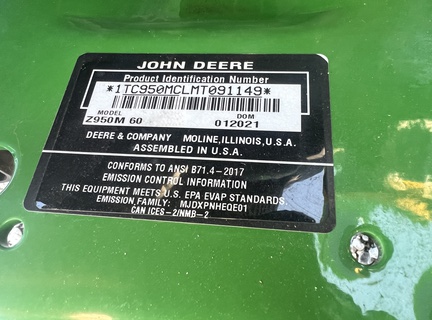 JOHN DEERE
Product Identification Number
*1TC950MCLMT091149*
MODEL DOM
Z950M 60 012021
DEERE & COMPANY MOLINE, ILLINOIS, U.S.A.
ASSEMBLED IN U.S.A.
CONFORMS TO ANSI B71.4-2017
EMISSION CONTROL INFORMATION
THIS EQUIPMENT MEETS U.S. EPA EVAP STANDARDS.
EMISSION FAMILY: MJDXPNHEQE01
CAN ICES-2/NMB-2